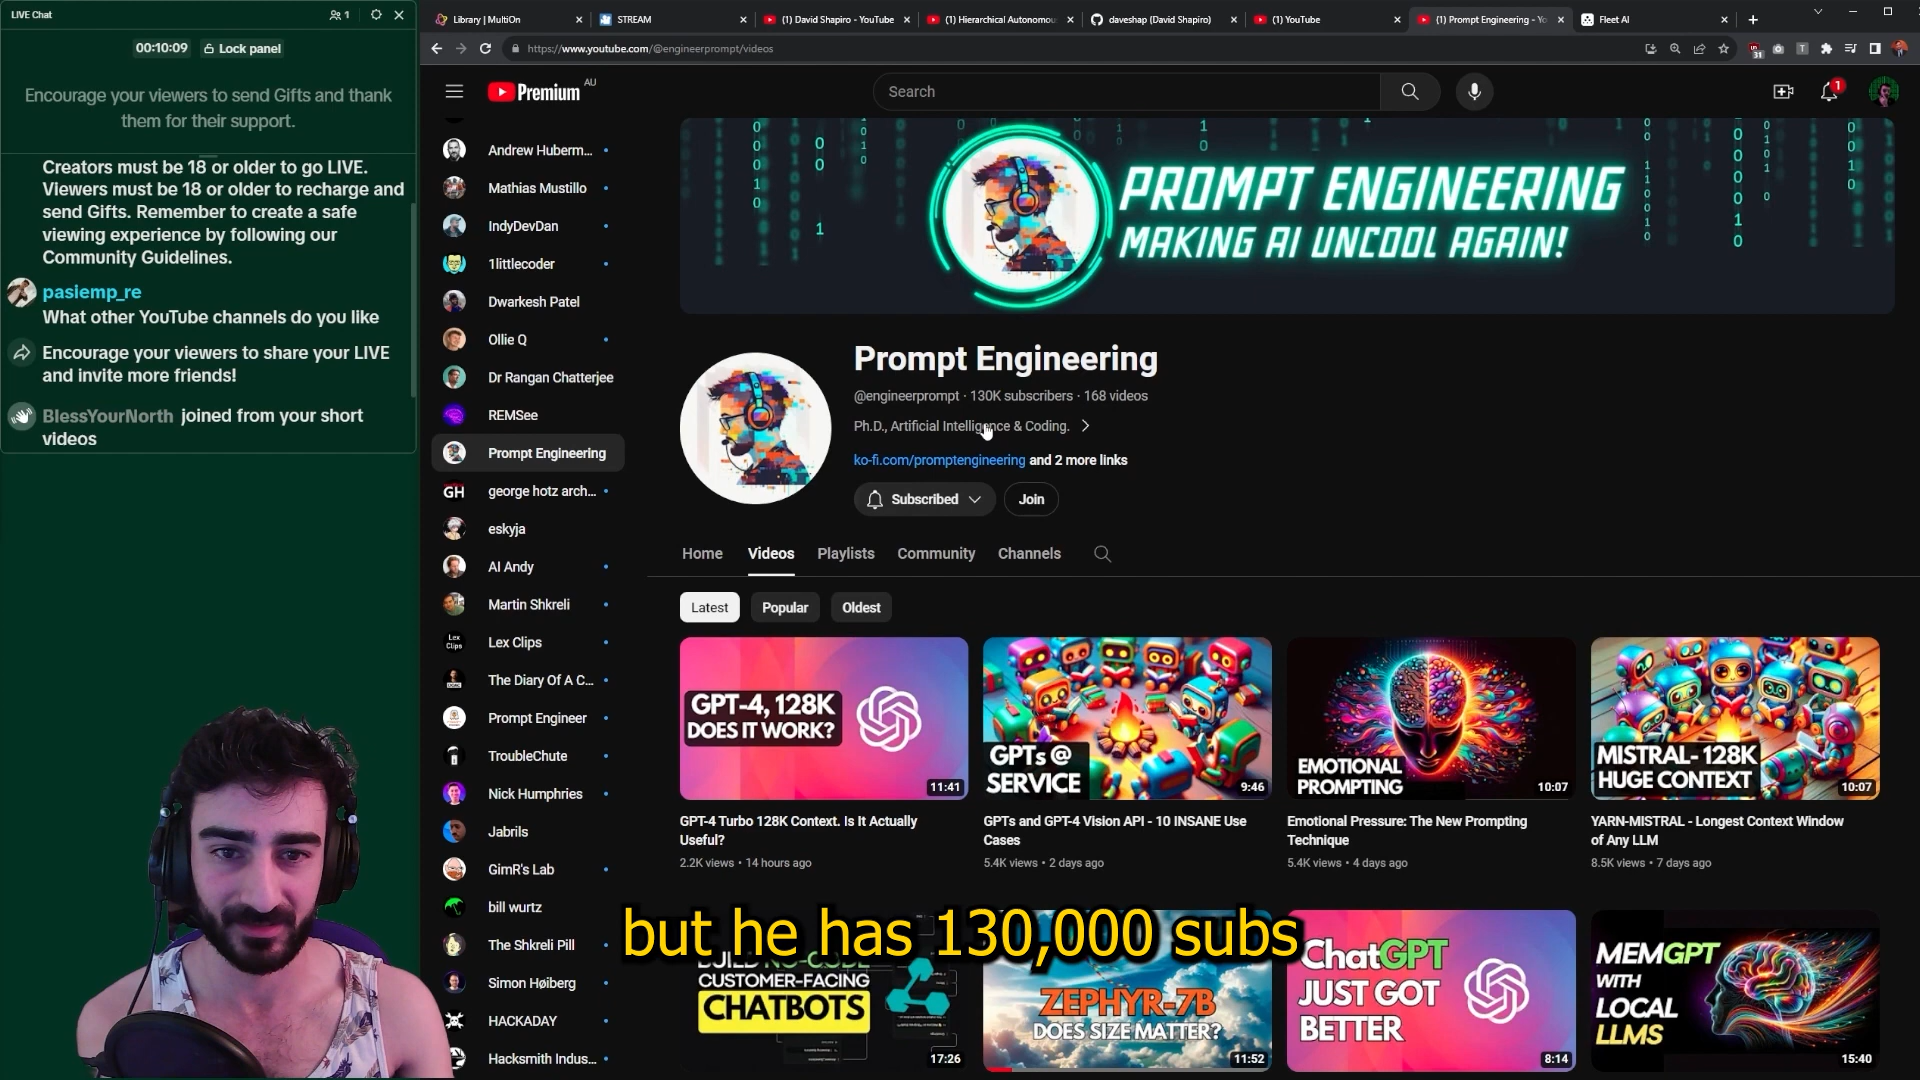 LIVE Chat
1
00:10:09
Lock panel
Encourage your viewers to send Gifts and thank
them for their support.
Creators must be 18 or older to go LIVE.
Viewers must be 18 or older to recharge and
send Gifts. Remember to create a safe
viewing experience by following our
Community Guidelines.
pasiemp_re
What other YouTube channels do you like
Encourage your viewers to share your LIVE
and invite more friends!
BlessYourNorth joined from your short
videos
Library | MultiOn
STREAM
(1) David Shapiro - YouTube
(1) Hierarchical Autonomou
daveshap (David Shapiro)
(1) YouTube
(1) Prompt Engineering - Yo
Fleet AI
https://www.youtube.com/@engineerprompt/videos
31
Premium
AU
Search
1
Andrew Huberm...
Mathias Mustillo
IndyDevDan
1littlecoder
Dwarkesh Patel
Ollie Q
Dr Rangan Chatterjee
REMSee
Prompt Engineering
GH
george hotz arch...
eskyja
AI Andy
Martin Shkreli
Lex
Clips
Lex Clips
The Diary Of A C...
Prompt Engineer
TroubleChute
Nick Humphries
Jabrils
GimR's Lab
bill wurtz
The Shkreli Pill
Simon Høiberg
HACKADAY
Hacksmith Indus...
PROMPT ENGINEERING
MAKING AI UNCOOL AGAIN!
Prompt Engineering
@engineerprompt · 130K subscribers · 168 videos
Ph.D., Artificial Intelligence & Coding.
ko-fi.com/promptengineering and 2 more links
Subscribed
Join
Home
Videos
Playlists
Community
Channels
Latest
Popular
Oldest
GPT-4, 128K
DOES IT WORK?
11:41
GPTs @
SERVICE
9:46
EMOTIONAL
PROMPTING
10:07
MISTRAL- 128K
HUGE CONTEXT
10:07
GPT-4 Turbo 128K Context. Is It Actually
Useful?
2.2K views • 14 hours ago
GPTs and GPT-4 Vision API - 10 INSANE Use
Cases
5.4K views • 2 days ago
Emotional Pressure: The New Prompting
Technique
5.4K views • 4 days ago
YARN-MISTRAL - Longest Context Window
of Any LLM
8.5K views • 7 days ago
but he has 130,000 subs
BUILD NO-CODE
CUSTOMER-FACING
CHATBOTS
17:26
ZEPHYR-7B
DOES SIZE MATTER?
11:52
ChatGPT
JUST GOT
BETTER
8:14
MEMGPT
WITH
LOCAL
LLMS
15:40